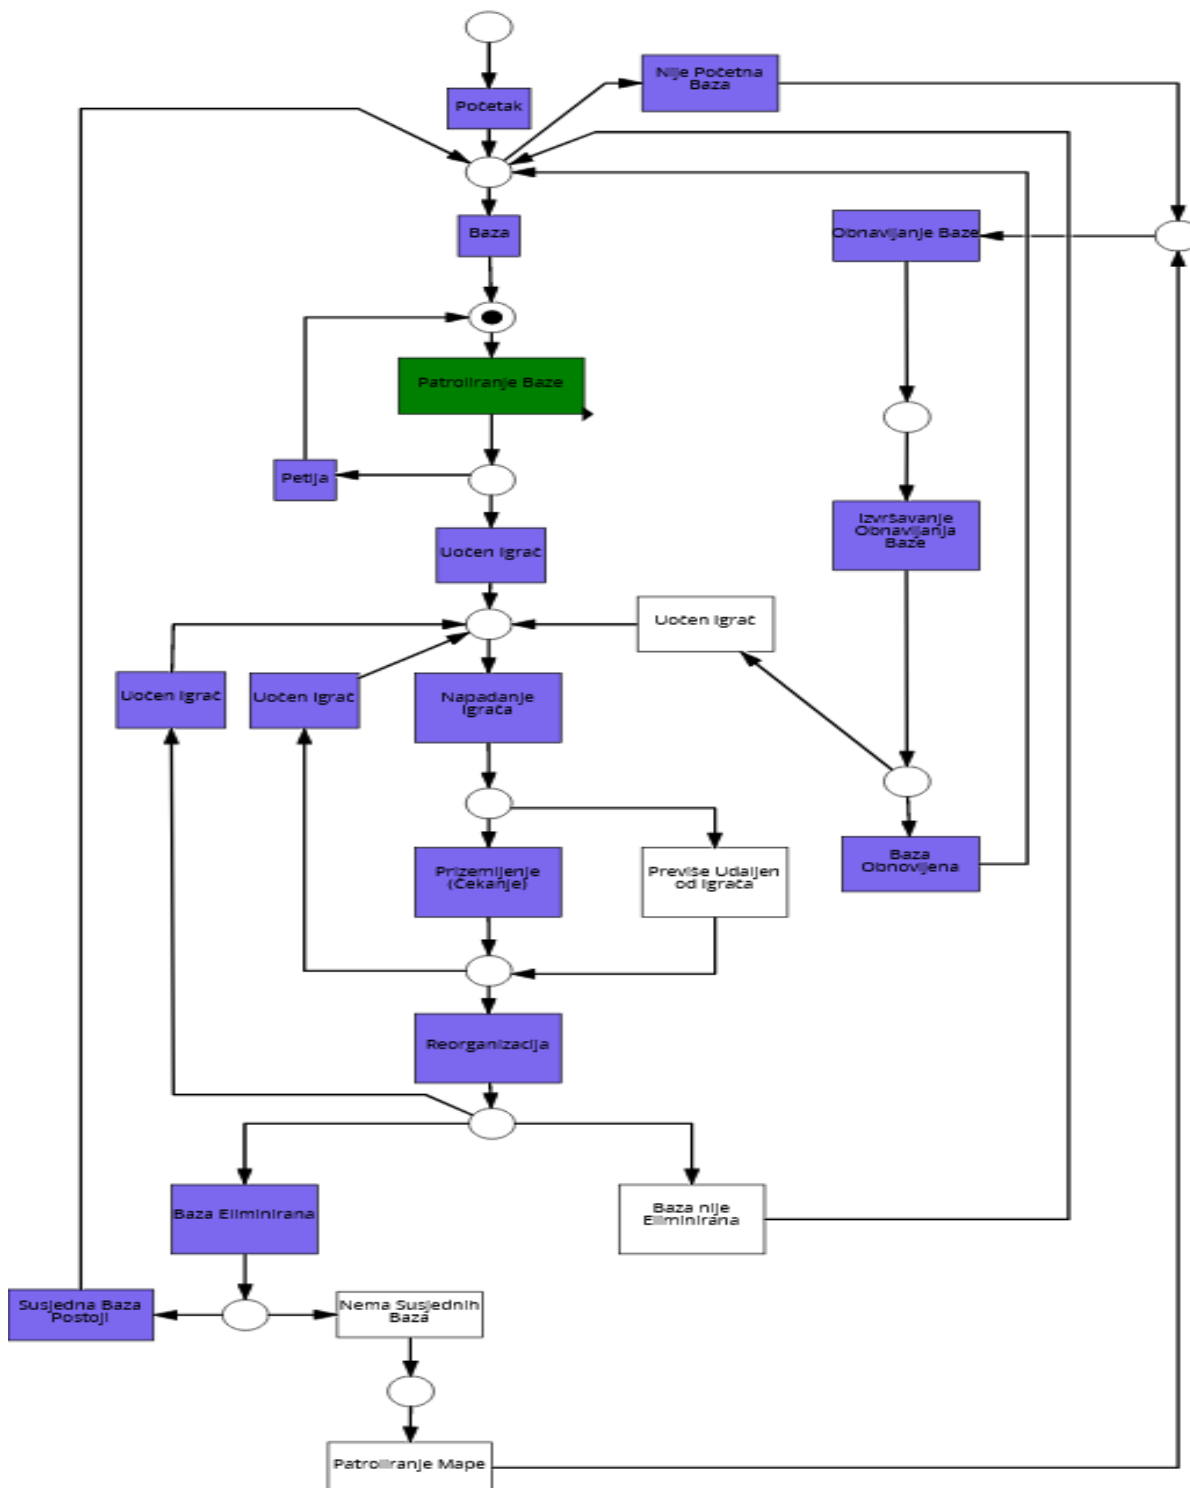 Nije Početna
Baza
Početak
Baza
Obnavljanje Baze
Patroliranje Baze
Petlja
Izvršavanje
Obnavljanja
Baze
Uočen Igrač
Uočen Igrač
Uočen Igrač
Uočen Igrač
Napadanje
Igrača
Prizemljenje
(Čekanje)
Previše Udaljen
od Igrača
Baza
Obnovljena
Reorganizacija
Baza Eliminirana
Baza nije
Eliminirana
Susjedna Baza
Postoji
Nema Susjednih
Baza
Patroliranje Mape